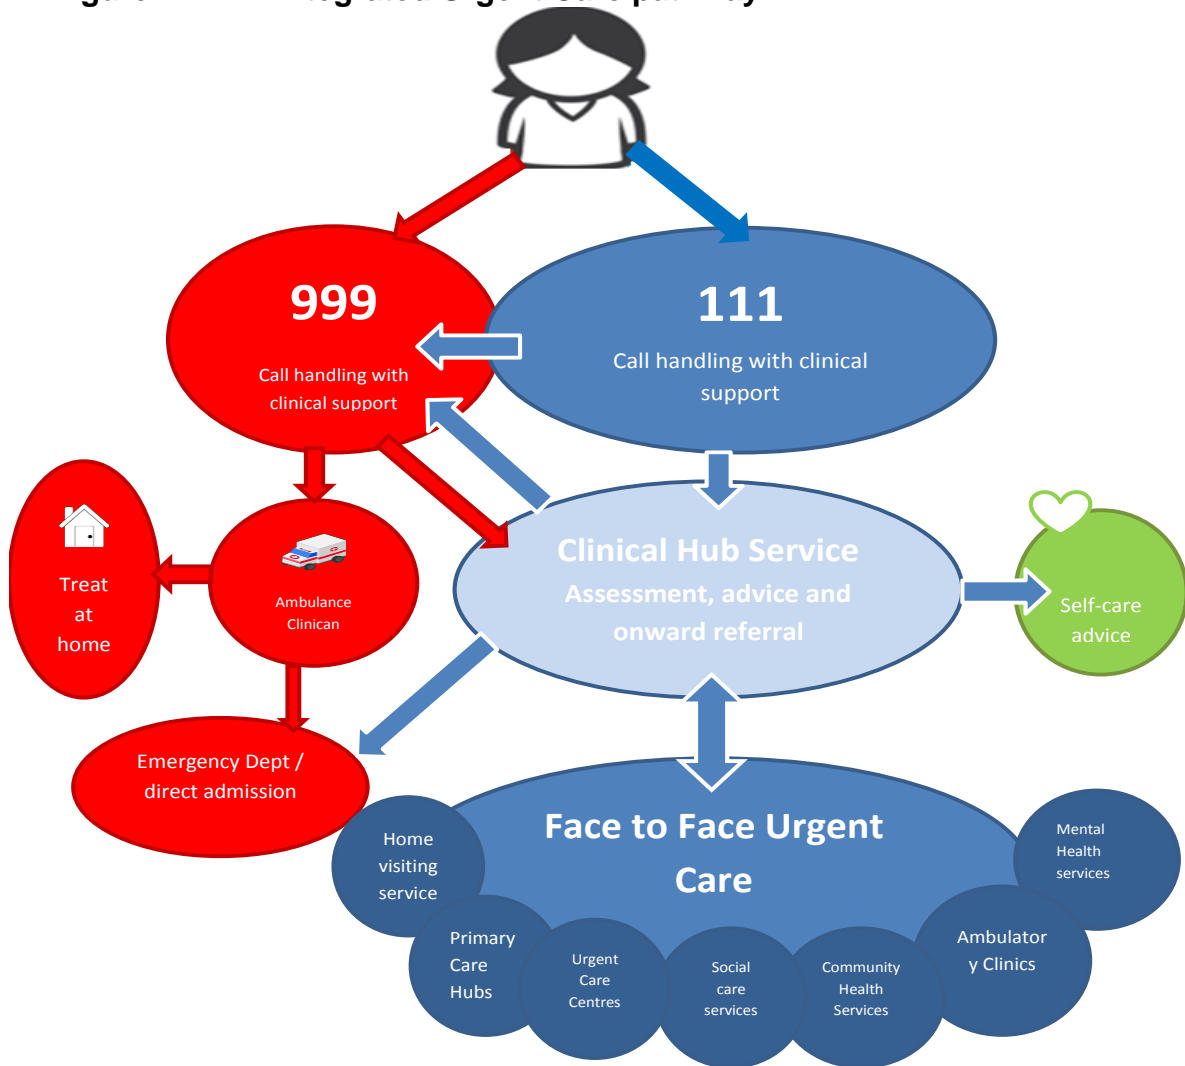 999
Call handling with
clinical support
111
Call handling with clinical
support
Treat
at
home
Ambulance
Clinican
Clinical Hub Service
Assessment, advice and
onward referral
Self-care
advice
Emergency Dept /
direct admission
Face to Face Urgent
Care
Home
visiting
service
Primary
Care
Hubs
Urgent
Care
Centres
Social
care
services
Community
Health
Services
Ambulator
y Clinics
Mental
Health
services